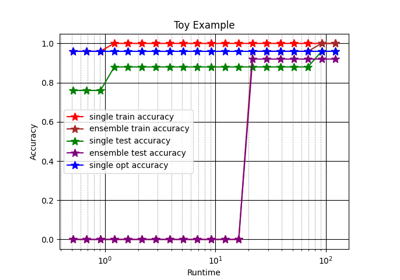 Toy Example
1.0
0.8
0.6
0.4
0.2
0.0
Accuracy
single train accuracy
ensemble train accuracy
single test accuracy
ensemble test accuracy
single opt accuracy
10⁰
10¹
10²
Runtime